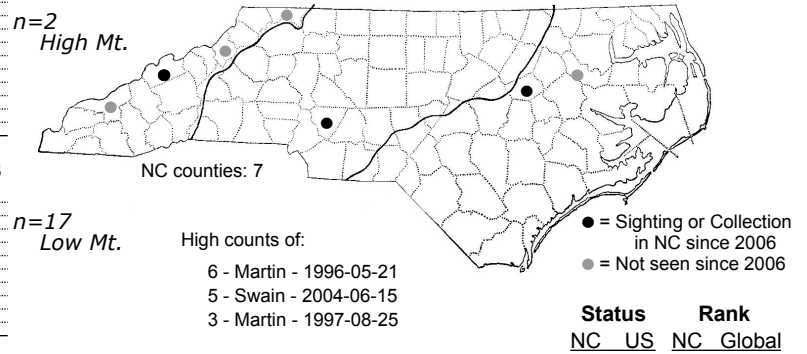 n=2
High Mt.
NC counties: 7
n=17
Low Mt.
High counts of:
6 - Martin - 1996-05-21
5 - Swain - 2004-06-15
3 - Martin - 1997-08-25
= Sighting or Collection
in NC since 2006
= Not seen since 2006
Status Rank
NC US NC Global